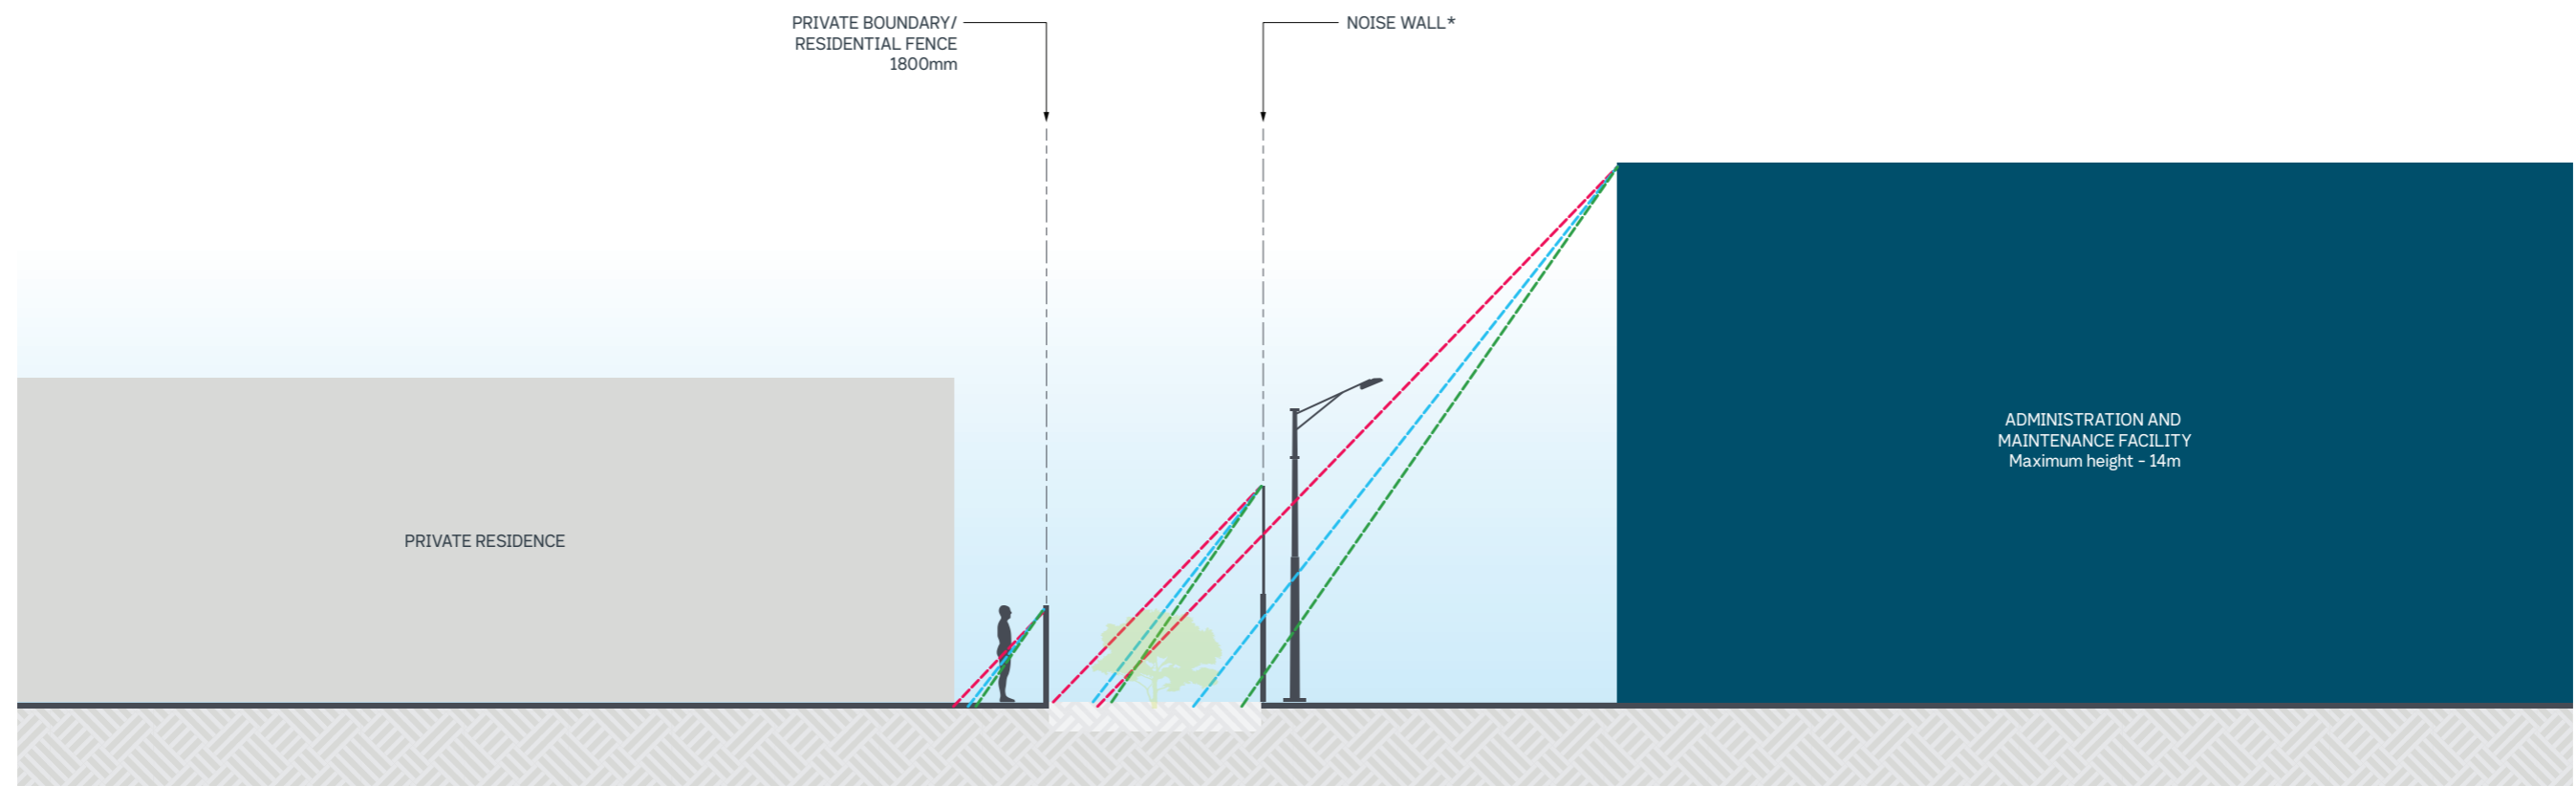 PRIVATE BOUNDARY/
RESIDENTIAL FENCE
1800mm
NOISE WALL*
ADMINISTRATION AND
MAINTENANCE FACILITY
Maximum height - 14m
PRIVATE RESIDENCE